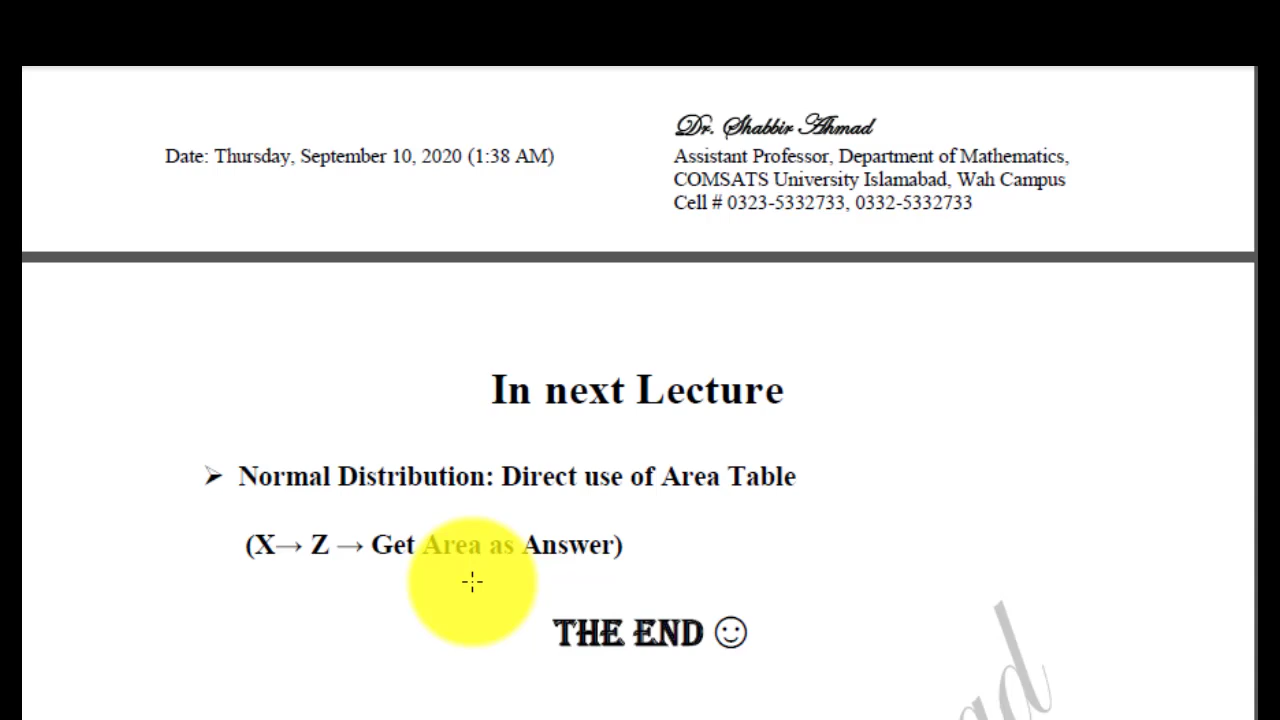 Dr. Shabbir Ahmad
Date: Thursday, September 10, 2020 (1:38 AM)
Assistant Professor, Department of Mathematics,
COMSATS University Islamabad, Wah Campus
Cell # 0323-5332733, 0332-5332733
In next Lecture
➢ Normal Distribution: Direct use of Area Table
(X→ Z → Get Area as Answer)
THE END ☺